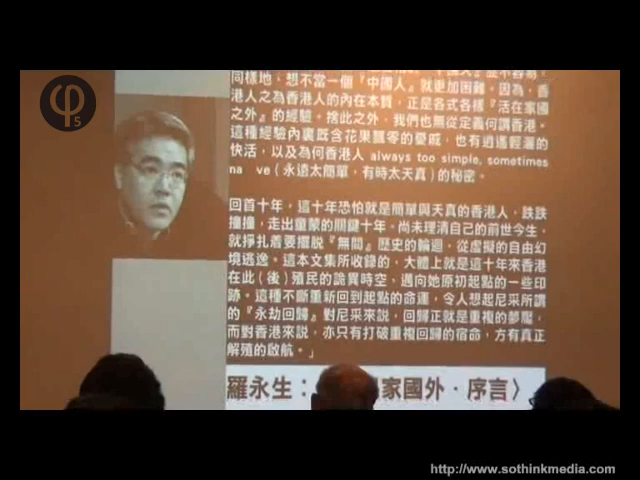 同樣地，想不當一個『中國人』就更加困難，因為，香
港人之為香港人的內在本質，正是各式各樣『活在家國
之外』的經驗。捨此之外，我們也無從定義何謂香港。
這種經驗內裏既含花果飄零的憂戚，也有逍遙輕灑的
快活，以及為何香港人 always too simple, sometimes
na ve（永遠太簡單，有時太天真）的秘密。
回首十年，這十年恐怕就是簡單與天真的香港人，跌跌
撞撞，走出童蒙的關鍵十年。尚未理清自己的前世今生，
就掙扎着要擺脫『無間』歷史的輪迴，從虛擬的自由幻
境逃逸。這本文集所收錄的，大體上就是這十年來香港
在此（後）殖民的詭異時空，邁向她原初起點的一些印
跡。這種不斷重新回到起點的命運，令人想起尼采所謂
的『永劫回歸』對尼采來說，回歸正就是重複的夢魘，
而對香港來說，亦只有打破重複回歸的宿命，方有真正
解殖的啟航。」
羅永生： 家國外．序言〉
φ5
http://www.sothinkmedia.com